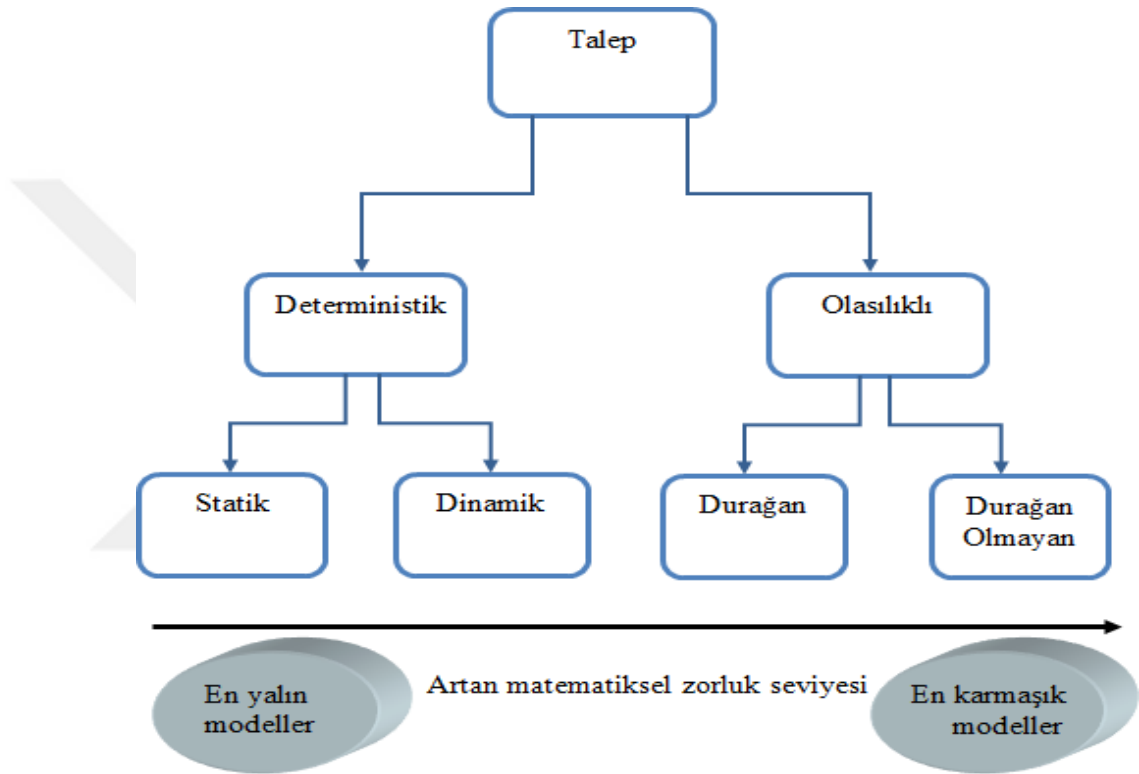 Talep
Deterministik
Olasılıklı
Statik
Dinamik
Durağan
Durağan
Olmayan
Artan matematiksel zorluk seviyesi
En yalın
modeller
En karmaşık
modeller